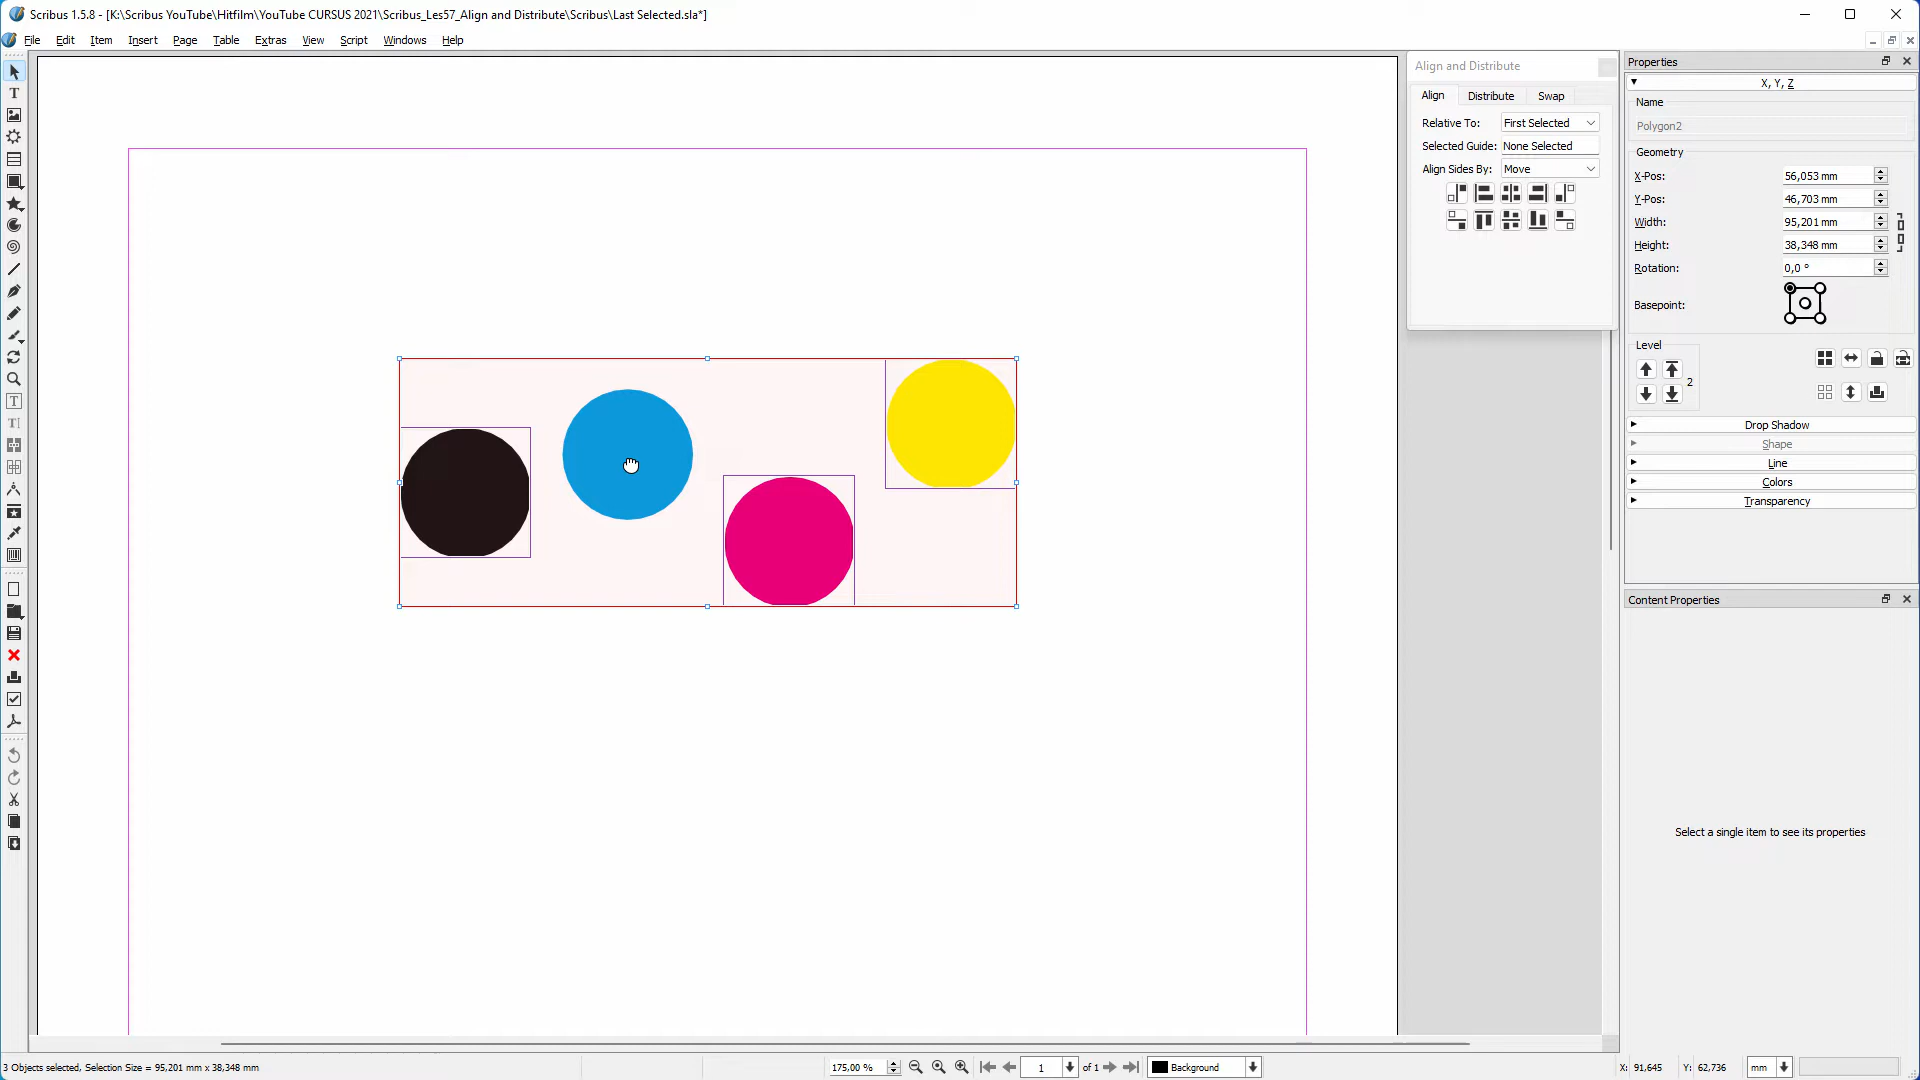 Scribus 1.5.8 - [K:\Scribus YouTube\Hitfilm\YouTube CURSUS 2021\Scribus_Les57_Align and Distribute\Scribus\Last Selected.sla*]
File Edit Item Insert Page Table Extras View Script Windows Help
Align and Distribute
Align Distribute Swap
Relative To: First Selected
Selected Guide: None Selected
Align Sides By: Move
Properties
X, Y, Z
Name
Polygon2
Geometry
X-Pos: 56,053 mm
Y-Pos: 46,703 mm
Width: 95,201 mm
Height: 38,348 mm
Rotation: 0,0 °
Basepoint:
Level
2
Drop Shadow
Shape
Line
Colors
Transparency
Content Properties
Select a single item to see its properties
3 Objects selected, Selection Size = 95,201 mm x 38,348 mm
175,00 %
1
of 1
Background
X: 91,645 Y: 62,736
mm